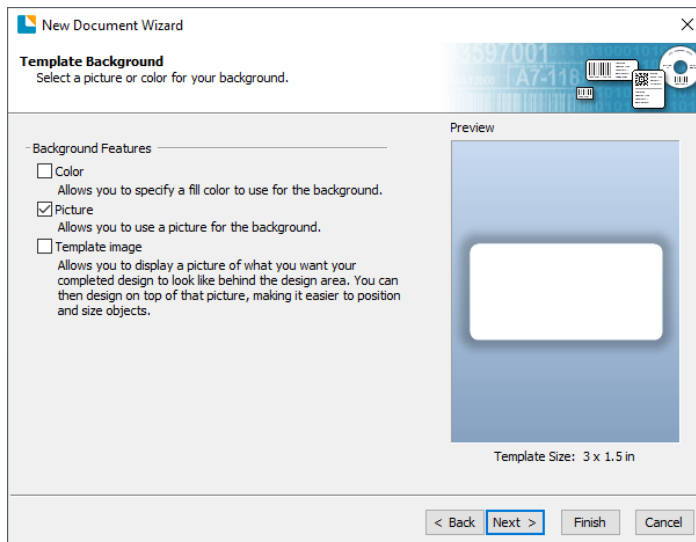 New Document Wizard
Template Background
Select a picture or color for your background.
3597001
A7-118
Preview
Background Features
Color
Allows you to specify a fill color to use for the background.
Picture
Allows you to use a picture for the background.
Template image
Allows you to display a picture of what you want your
completed design to look like behind the design area. You can
then design on top of that picture, making it easier to position
and size objects.
Template Size: 3 x 1.5 in
< Back
Next >
Finish
Cancel